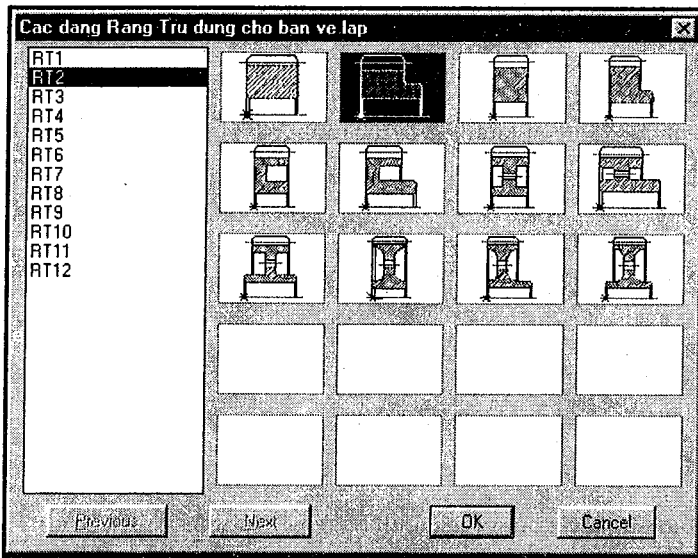 Cac dang Rang Tru dung cho ban ve lap
RT1
RT2
RT3
RT4
RT5
RT6
RT7
RT8
RT9
RT10
RT11
RT12
Previous
Next
OK
Cancel